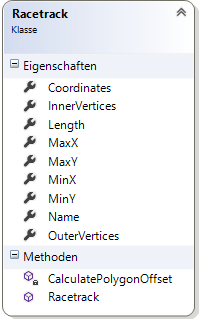 Racetrack
Klasse
Eigenschaften
Coordinates
InnerVertices
Length
MaxX
MaxY
MinX
MinY
Name
OuterVertices
Methoden
CalculatePolygonOffset
Racetrack